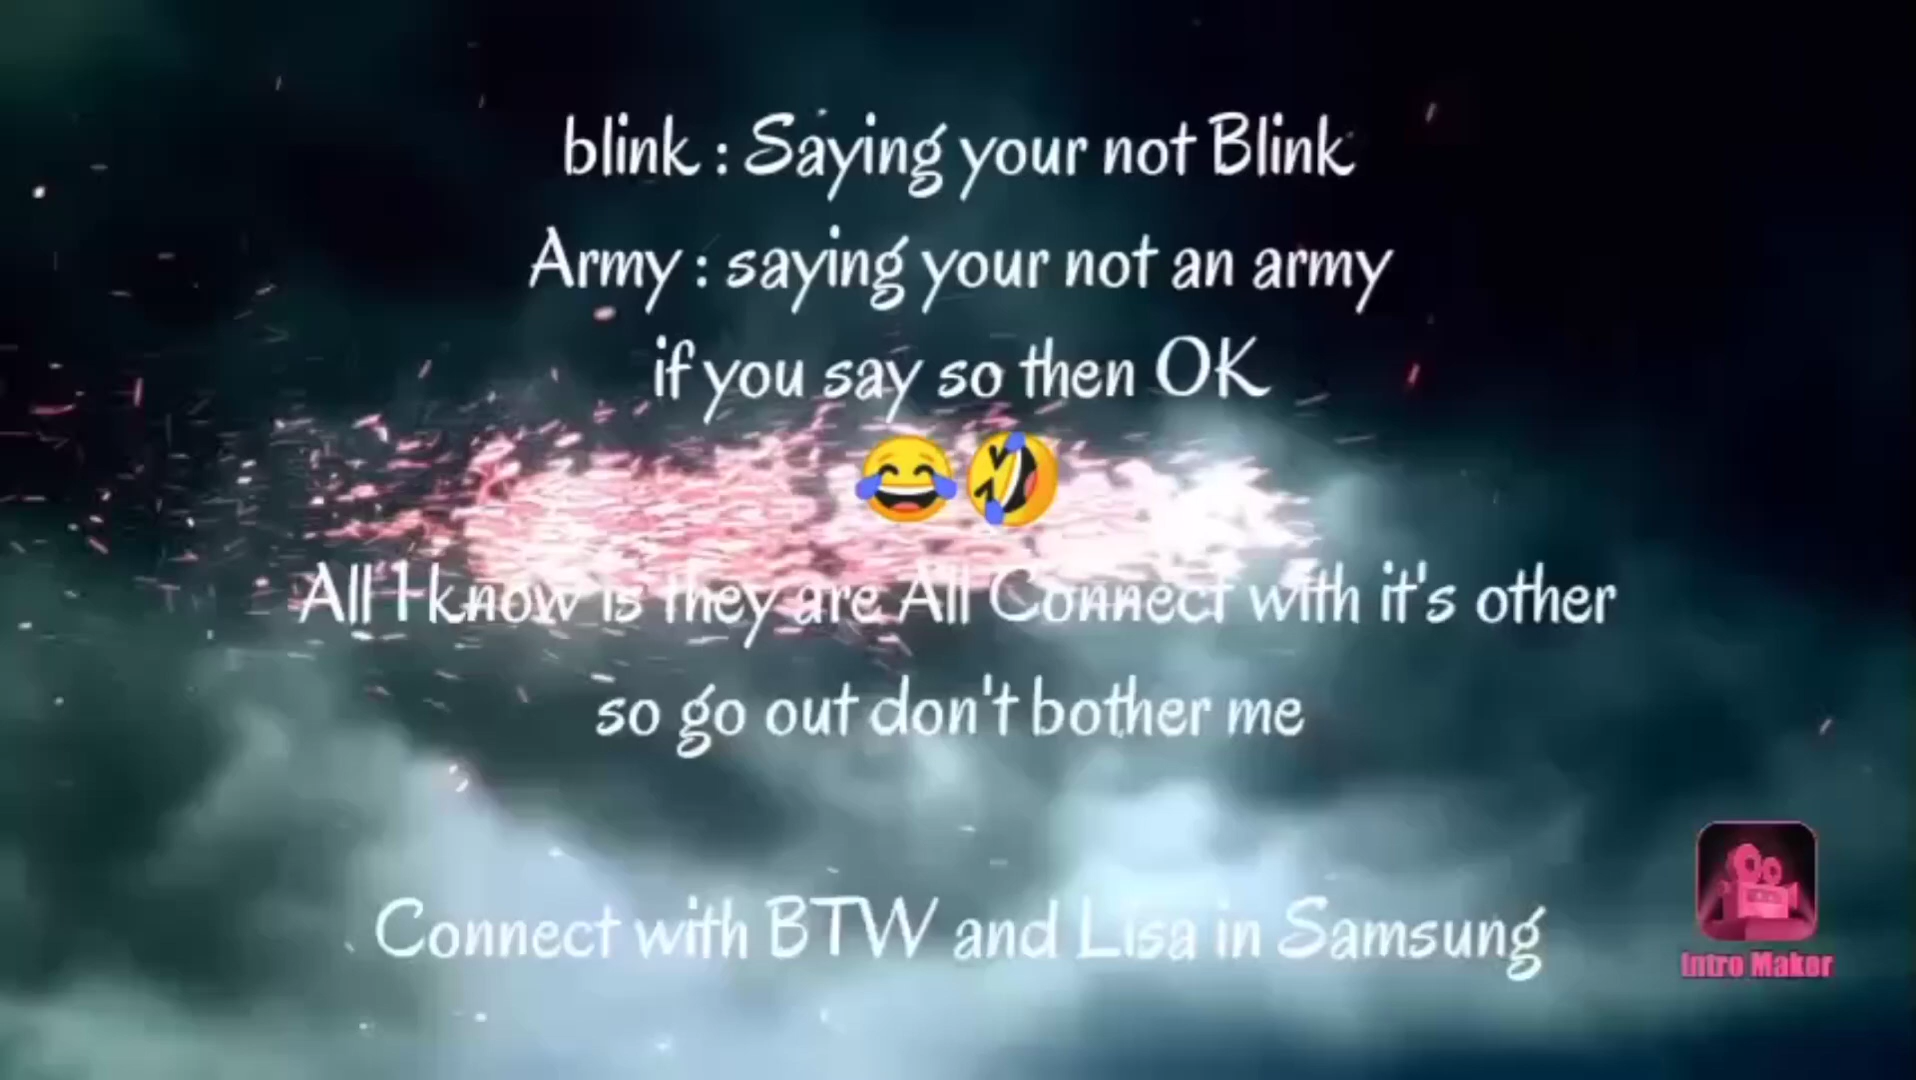 blink : Saying your not Blink
Army : saying your not an army
if you say so then OK
😂🤣
All I know is they are All Connect with it's other
so go out don't bother me
Connect with BTW and Lisa in Samsung
Intro Maker